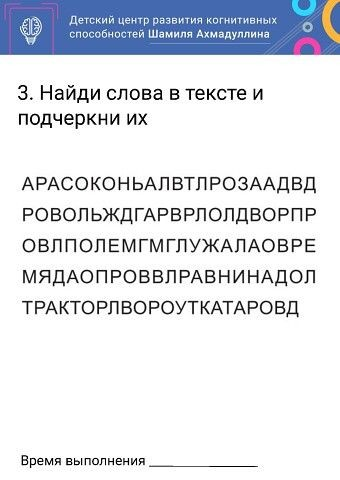 Детский центр развития когнитивных
способностей Шамиля Ахмадуллина
3. Найди слова в тексте и
подчеркни их
АРАСОКОНЬАЛВТЛРОЗААДВД
РОВОЛЬЖДГАРВРЛОЛДВОРПР
ОВЛПОЛЕМГМГЛУЖАЛАОВРЕ
МЯДАОПРОВВЛРАВНИНАДОЛ
ТРАКТОРЛВОРОУТКАТАРОВД
Время выполнения